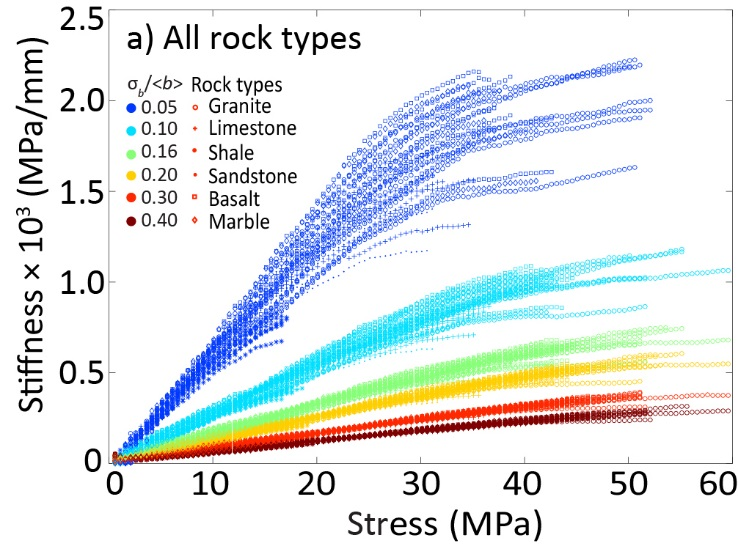 a) All rock types
σb/<b> Rock types
0.05 Granite
0.10 Limestone
0.16 Shale
0.20 Sandstone
0.30 Basalt
0.40 Marble
Stiffness × 10³ (MPa/mm)
2.5
2.0
1.5
1.0
0.5
0
0 10 20 30 40 50 60
Stress (MPa)